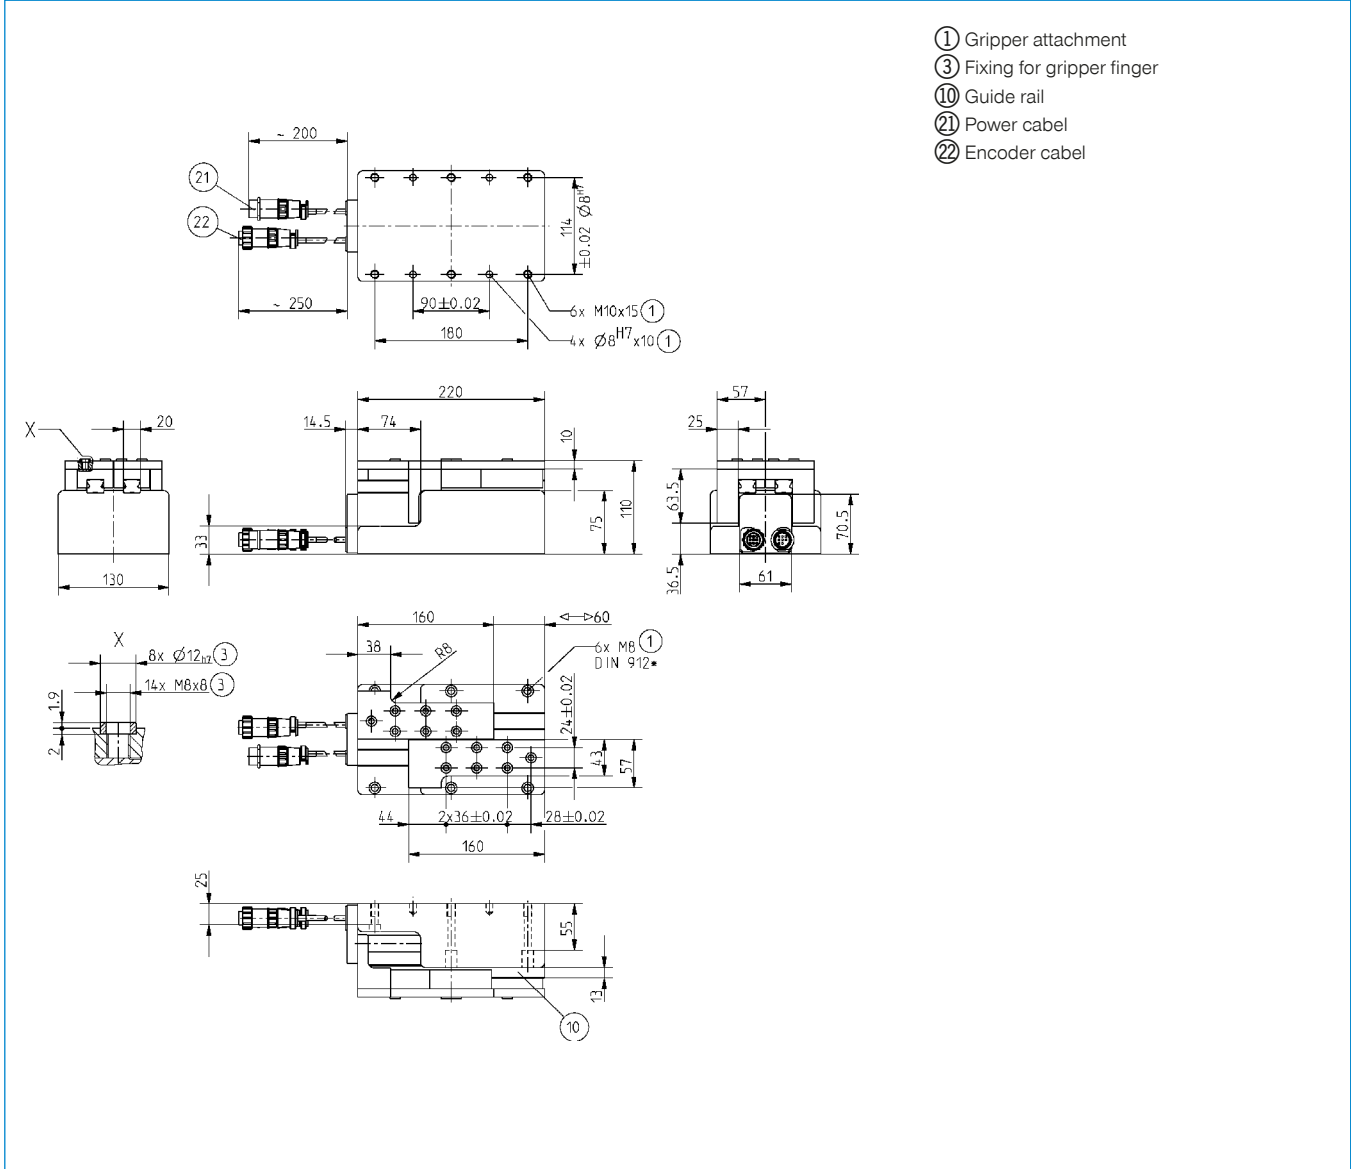 1 Gripper attachment
3 Fixing for gripper finger
10 Guide rail
21 Power cabel
22 Encoder cabel
~ 200
21
22
114
±0.02 Ø8H7
~ 250
90±0.02
6x M10x15 1
180
4x Ø8H7x10 1
220
57
X
20
14.5
74
10
25
63.5
75
110
70.5
33
130
36.5
61
160
60
X
38
R8
6x M8 1
DIN 912*
8x Ø12h7 3
14x M8x8 3
1.9
24±0.02
2
43
57
44
2x36±0.02
28±0.02
160
25
55
13
10